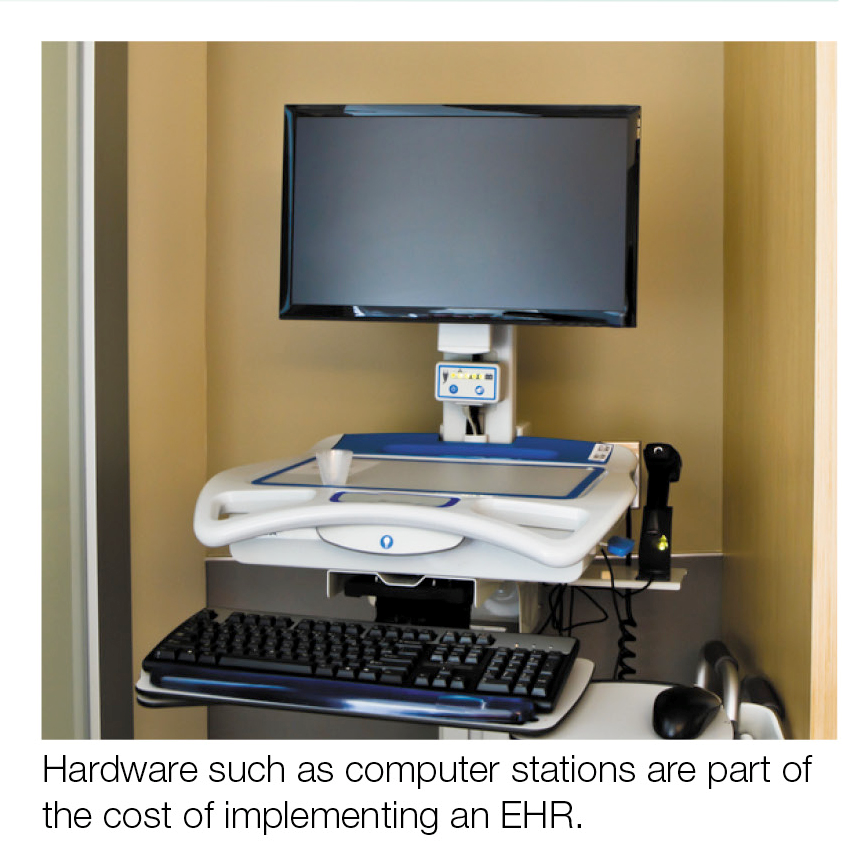 Hardware such as computer stations are part of
the cost of implementing an EHR.